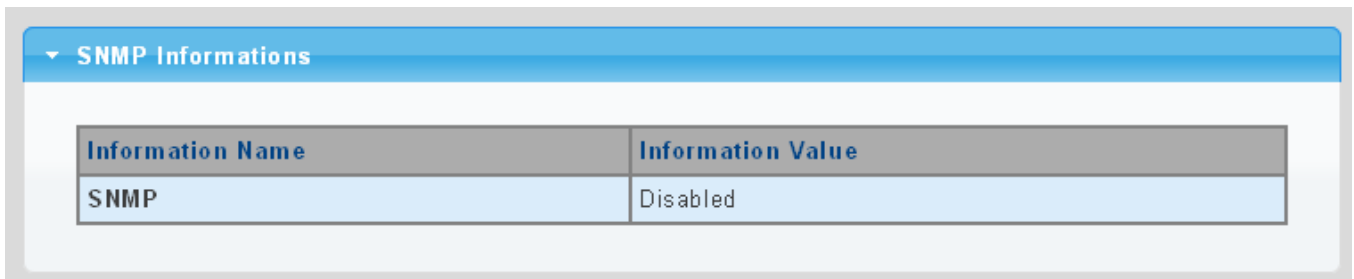 SNMP Informations
Information Name Information Value
SNMP Disabled